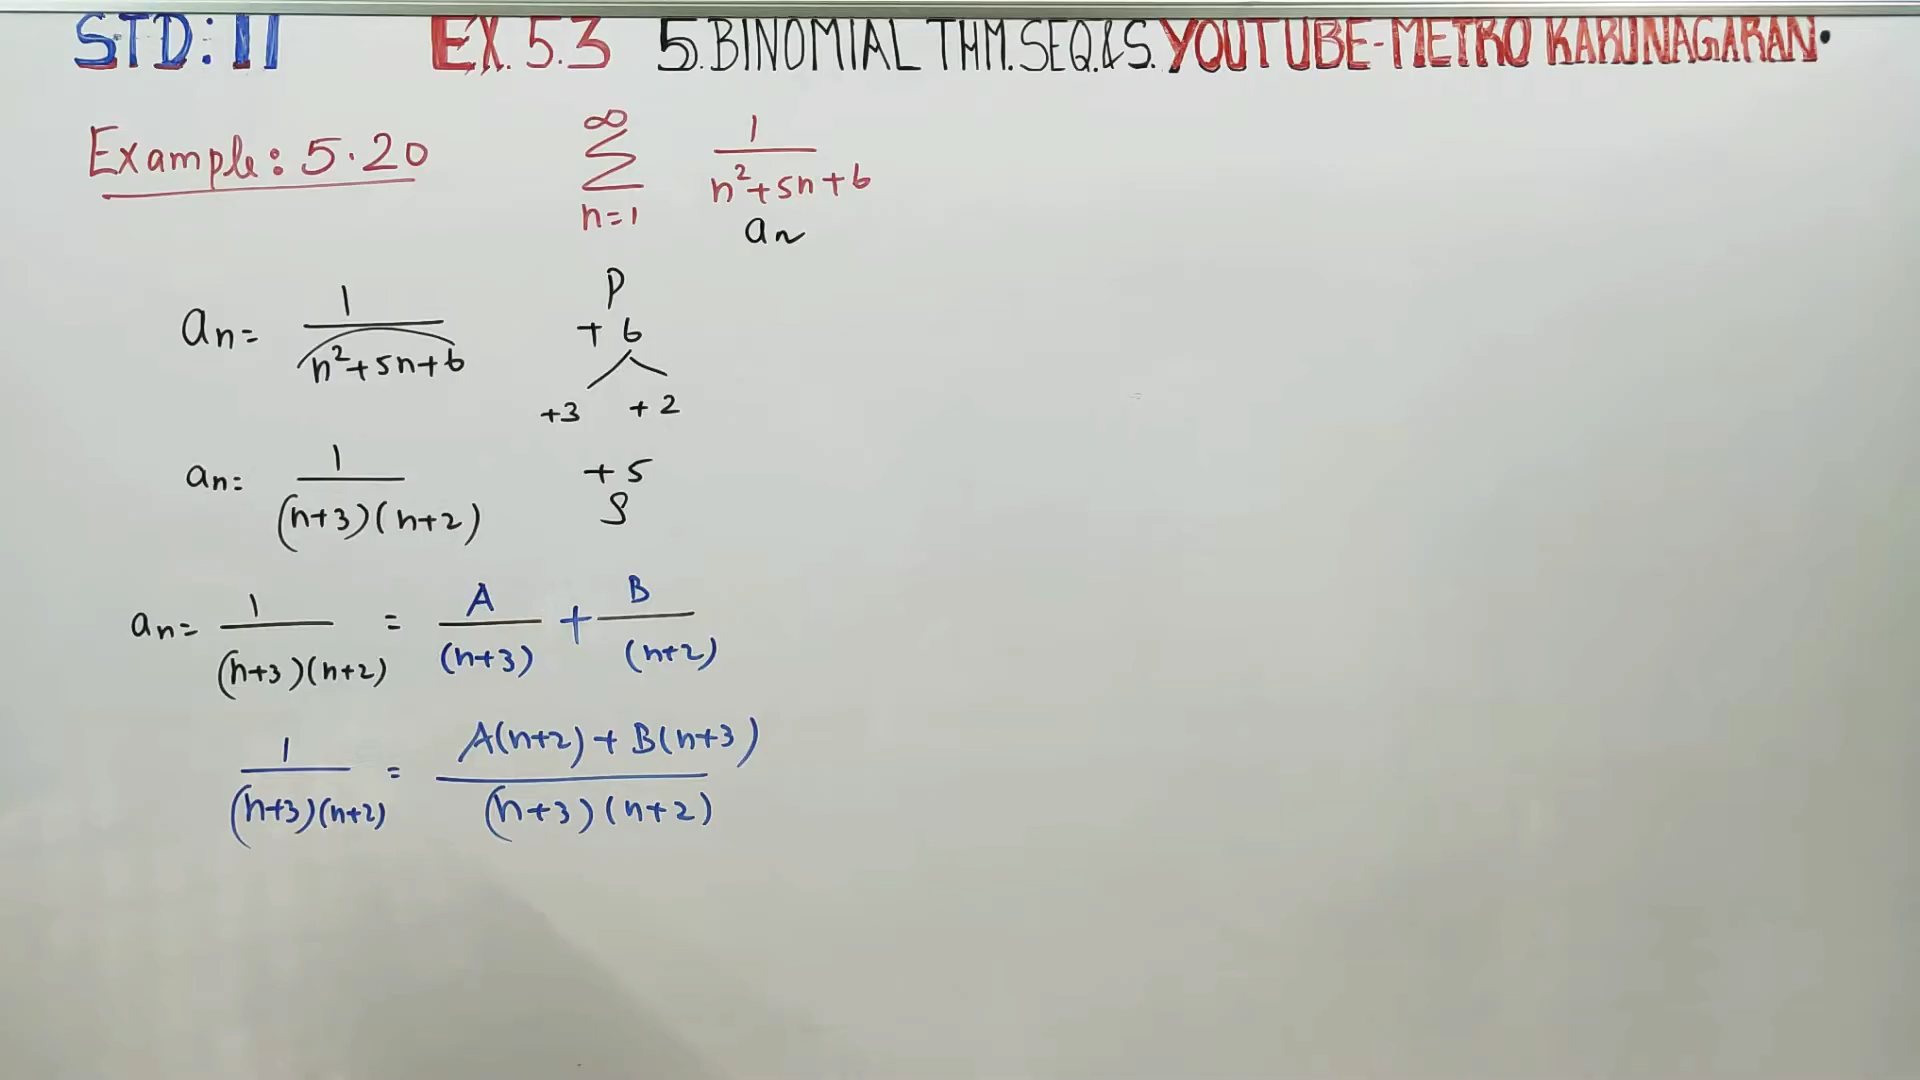 STD: 11 EX. 5.3 5. BINOMIAL THM. SEQ.&S. YOUTUBE-METRO KARUNAGARAN.
Example: 5.20 ∞ Σ n=1 1/(n²+5n+6)
an
an = 1/(n²+5n+6)
P
+6
+3 +2
+5
S
an = 1/((n+3)(n+2))
an = 1/((n+3)(n+2)) = A/(n+3) + B/(n+2)
1/((n+3)(n+2)) = (A(n+2) + B(n+3))/((n+3)(n+2))